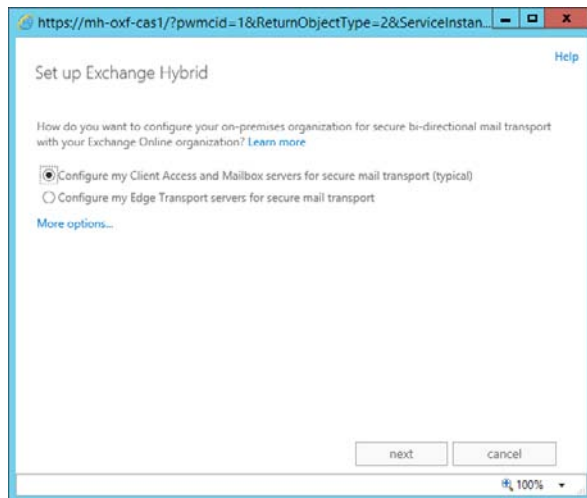 https://mh-oxf-cas1/?pwmcid=1&ReturnObjectType=2&ServiceInstan...
Help
Set up Exchange Hybrid
How do you want to configure your on-premises organization for secure bi-directional mail transport
with your Exchange Online organization? Learn more
Configure my Client Access and Mailbox servers for secure mail transport (typical)
Configure my Edge Transport servers for secure mail transport
More options...
next
cancel
100%